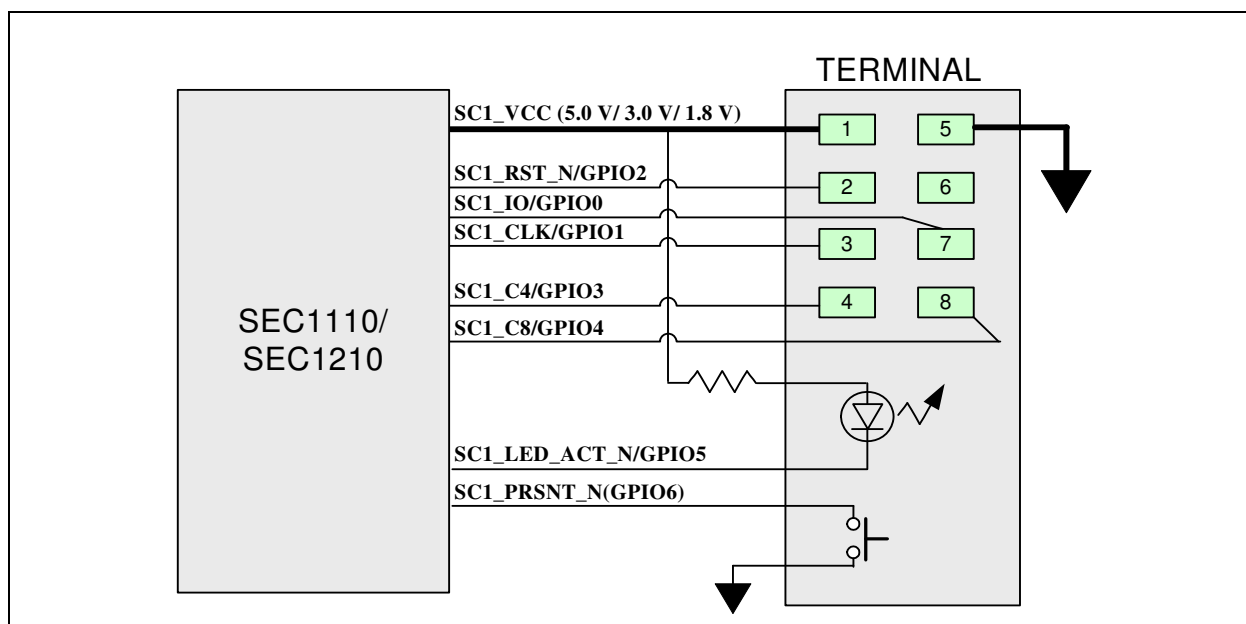 TERMINAL
SC1_VCC (5.0 V/ 3.0 V/ 1.8 V)
1
5
SC1_RST_N/GPIO2
2
6
SC1_IO/GPIO0
SC1_CLK/GPIO1
3
7
SC1_C4/GPIO3
4
8
SC1_C8/GPIO4
SEC1110/
SEC1210
SC1_LED_ACT_N/GPIO5
SC1_PRSNT_N(GPIO6)